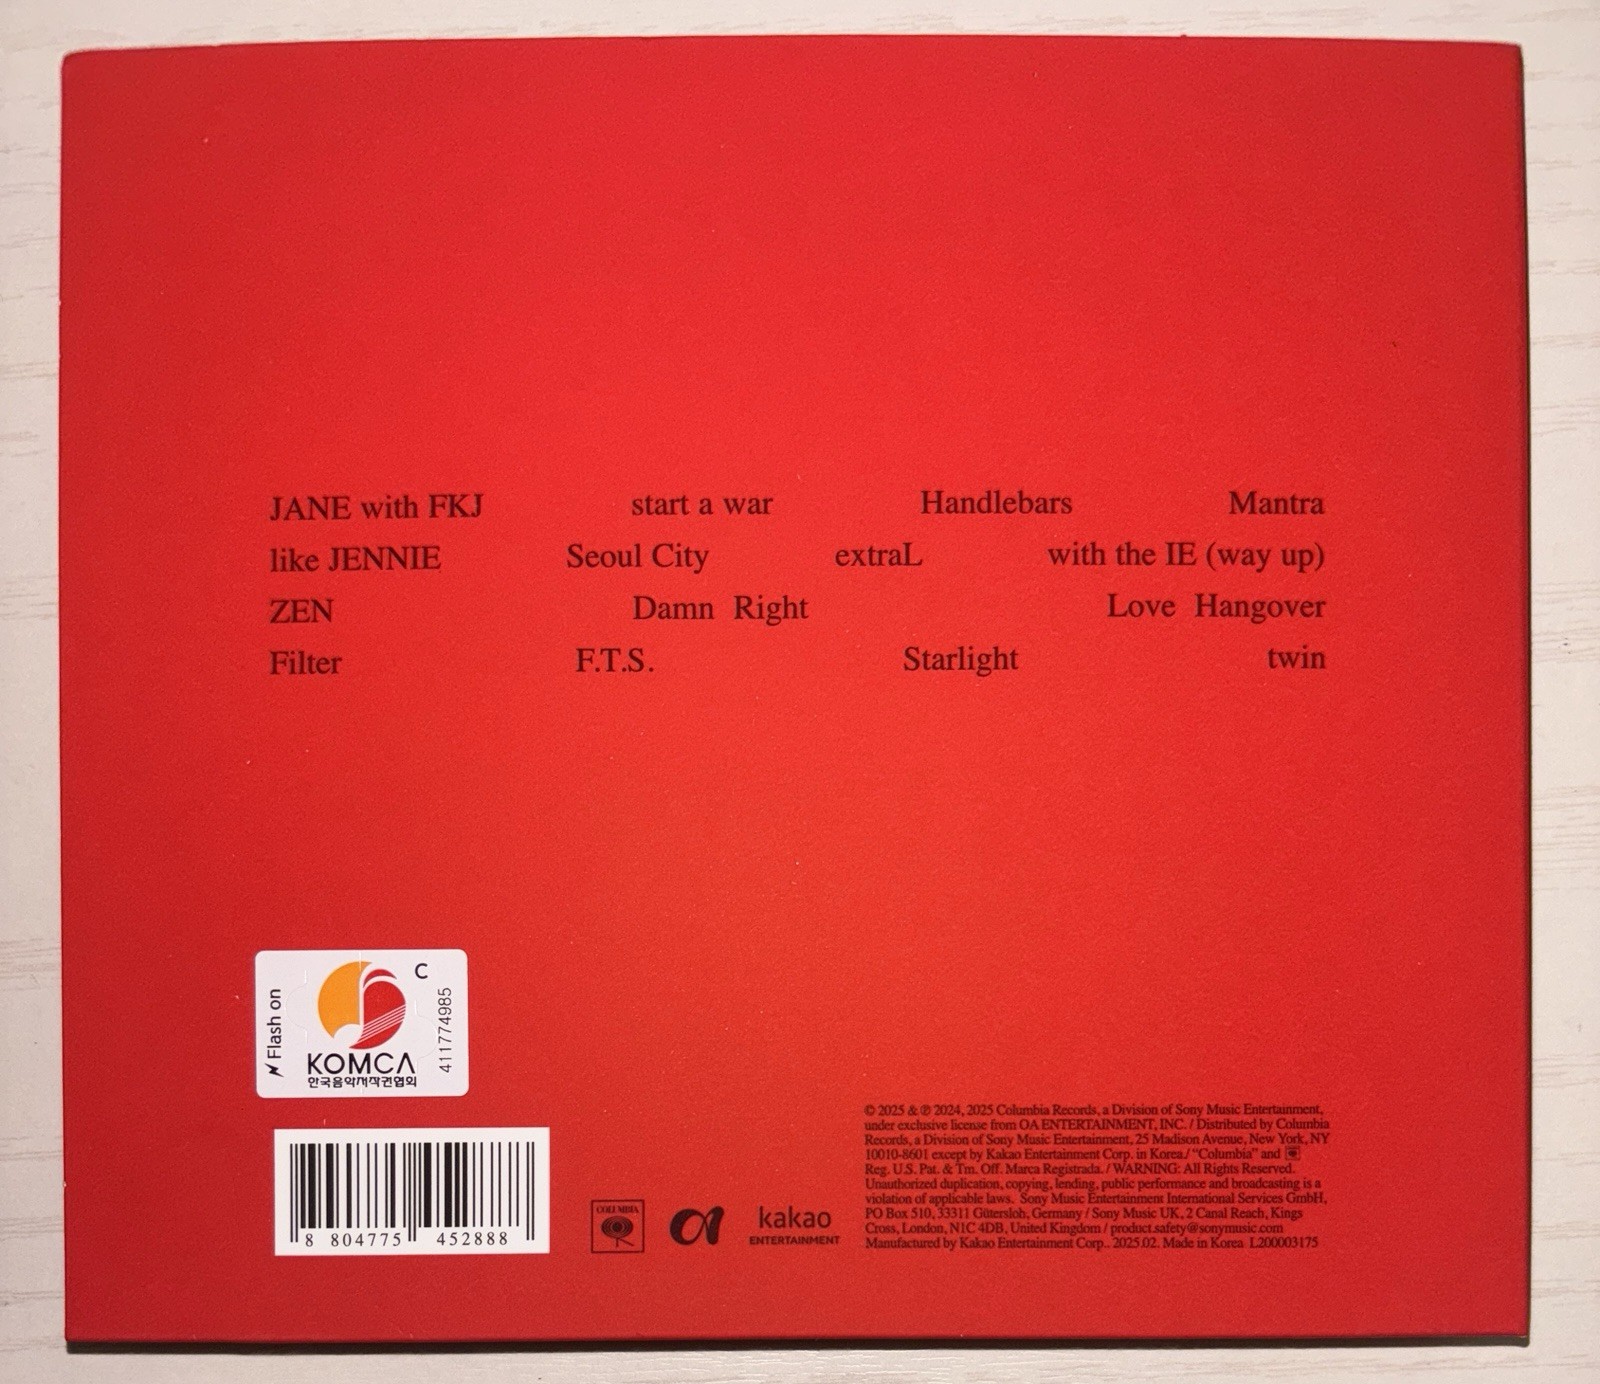 JANE with FKJ start a war Handlebars Mantra
like JENNIE Seoul City extraL with the IE (way up)
ZEN Damn Right Love Hangover
Filter F.T.S. Starlight twin
Flash on
C
411774985
KOMCA
한국음악저작권협회
8 804775 452888
COLUMBIA
kakao
ENTERTAINMENT
© 2025 & ℗ 2024, 2025 Columbia Records, a Division of Sony Music Entertainment,
under exclusive license from OA ENTERTAINMENT, INC. / Distributed by Columbia
Records, a Division of Sony Music Entertainment, 25 Madison Avenue, New York, NY
10010-8601 except by Kakao Entertainment Corp. in Korea./ "Columbia" and
Reg. U.S. Pat. & Tm. Off. Marca Registrada. / WARNING: All Rights Reserved.
Unauthorized duplication, copying, lending, public performance and broadcasting is a
violation of applicable laws. Sony Music Entertainment International Services GmbH,
PO Box 510, 33311 Gütersloh, Germany / Sony Music UK, 2 Canal Reach, Kings
Cross, London, N1C 4DB, United Kingdom / product.safety@sonymusic.com
Manufactured by Kakao Entertainment Corp.. 2025.02. Made in Korea L200003175